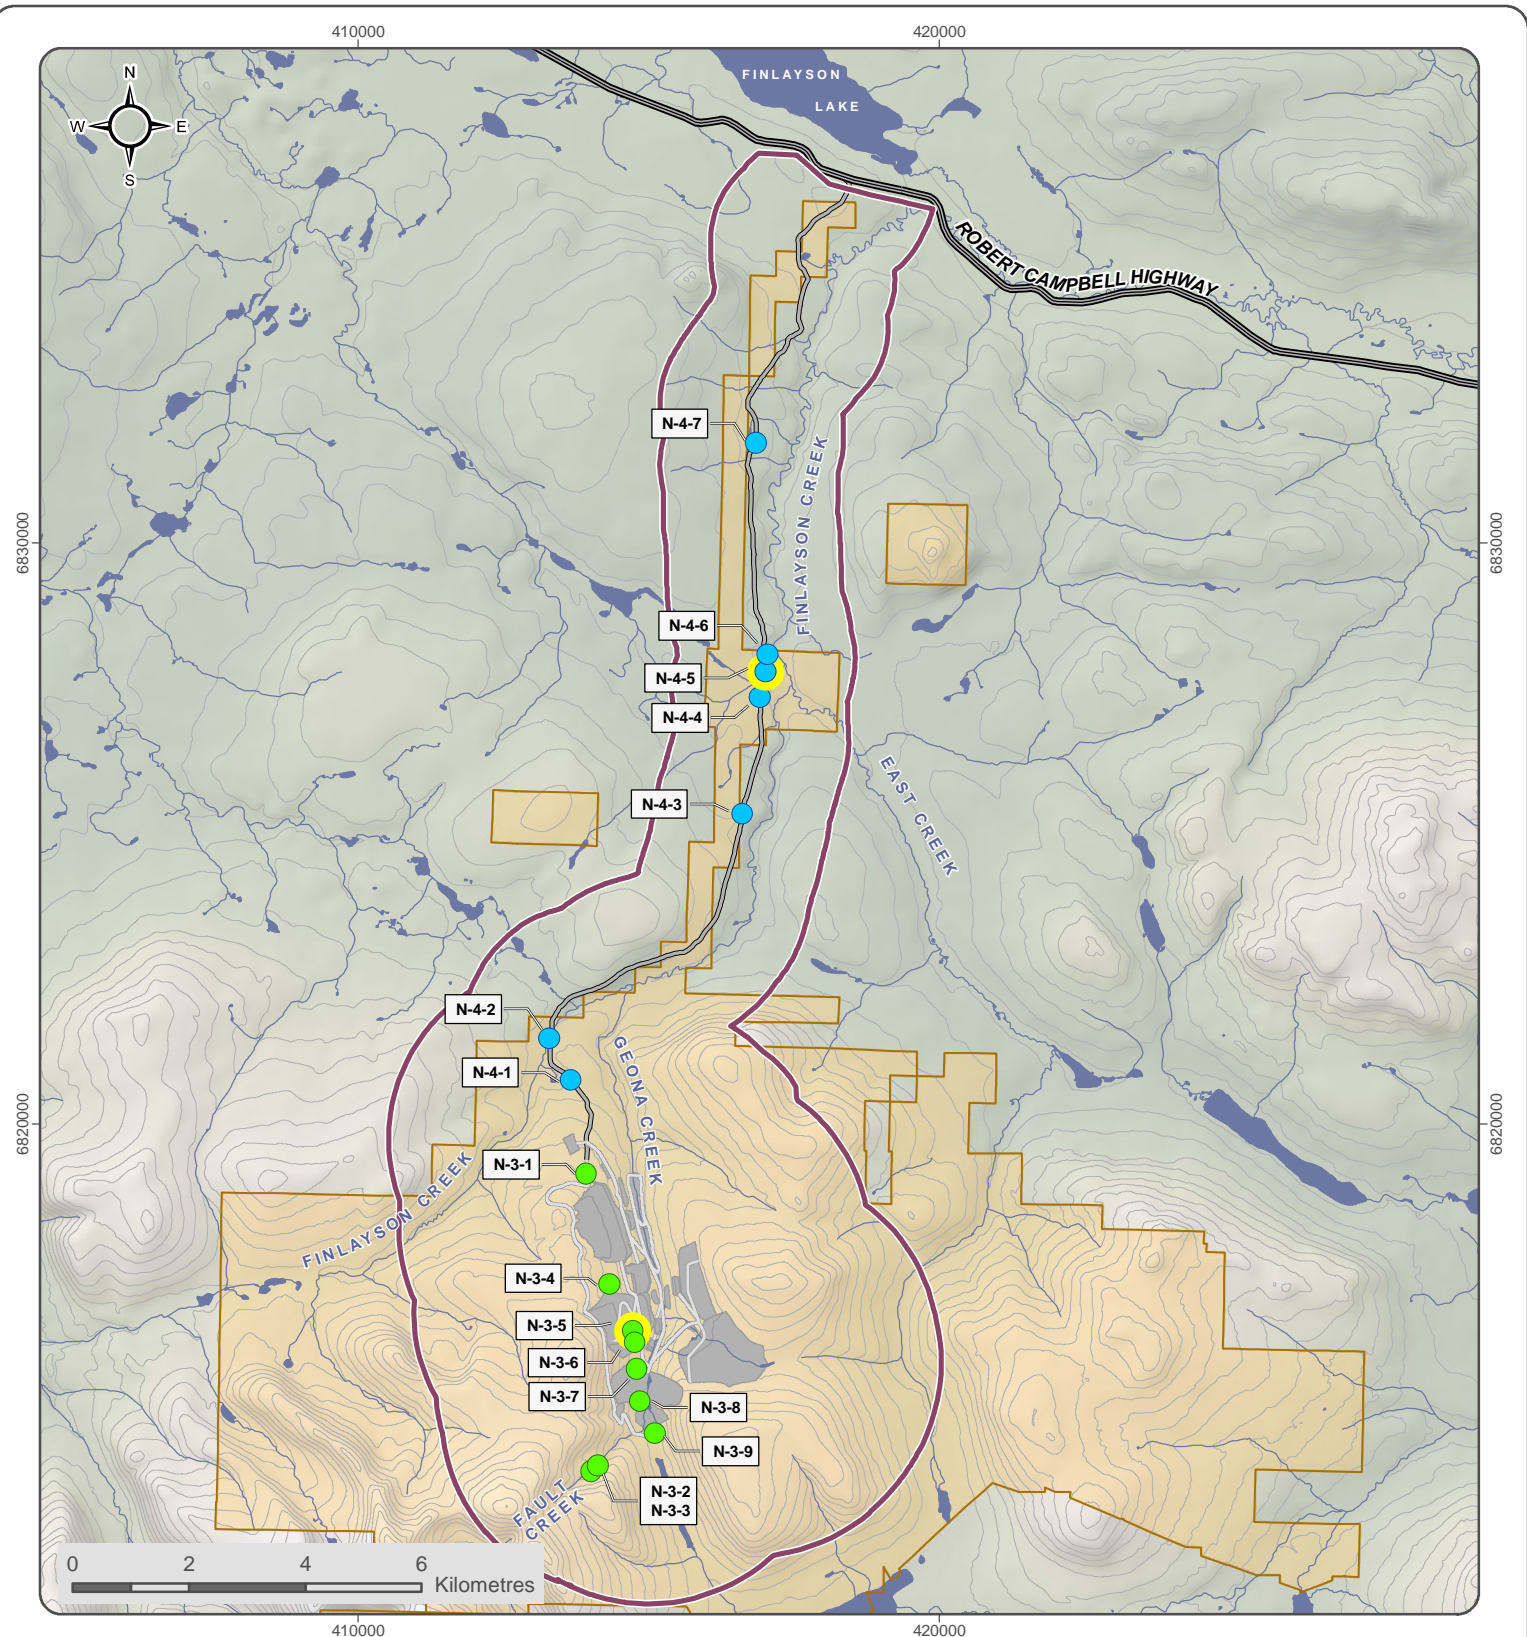 410000
420000
FINLAYSON
LAKE
N
W
E
S
ROBERT CAMPBELL HIGHWAY
N-4-7
FINLAYSON CREEK
6830000
6830000
N-4-6
N-4-5
N-4-4
EAST CREEK
N-4-3
N-4-2
GEONA CREEK
N-4-1
6820000
6820000
N-3-1
FINLAYSON CREEK
N-3-4
N-3-5
N-3-6
N-3-7
N-3-8
N-3-9
N-3-2
N-3-3
FAULT
CREEK
0 2 4 6
Kilometres
410000
420000